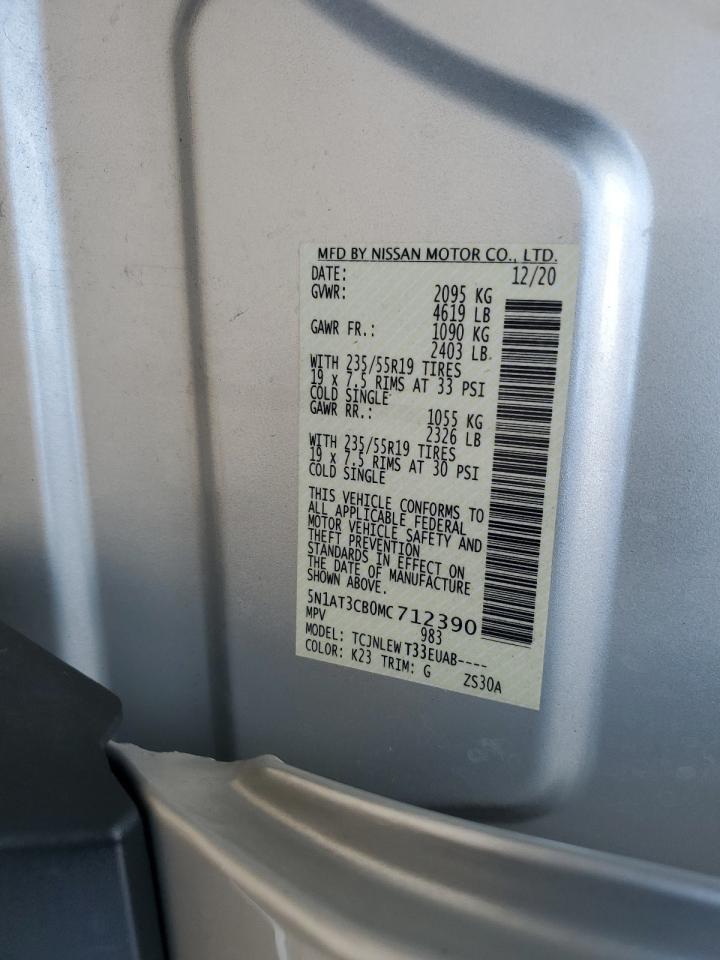 MFD BY NISSAN MOTOR CO., LTD.
DATE: 12/20
GVWR: 2095 KG
4619 LB
GAWR FR.: 1090 KG
2403 LB
WITH 235/55R19 TIRES
19 x 7.5 RIMS AT 33 PSI
COLD SINGLE
GAWR RR.: 1055 KG
2326 LB
WITH 235/55R19 TIRES
19 x 7.5 RIMS AT 30 PSI
COLD SINGLE
THIS VEHICLE CONFORMS TO
ALL APPLICABLE FEDERAL
MOTOR VEHICLE SAFETY AND
THEFT PREVENTION
STANDARDS IN EFFECT ON
THE DATE OF MANUFACTURE
SHOWN ABOVE.
5N1AT3CB0MC712390
MPV 983
MODEL: TCJNLEWT33EUAB----
COLOR: K23 TRIM: G ZS30A